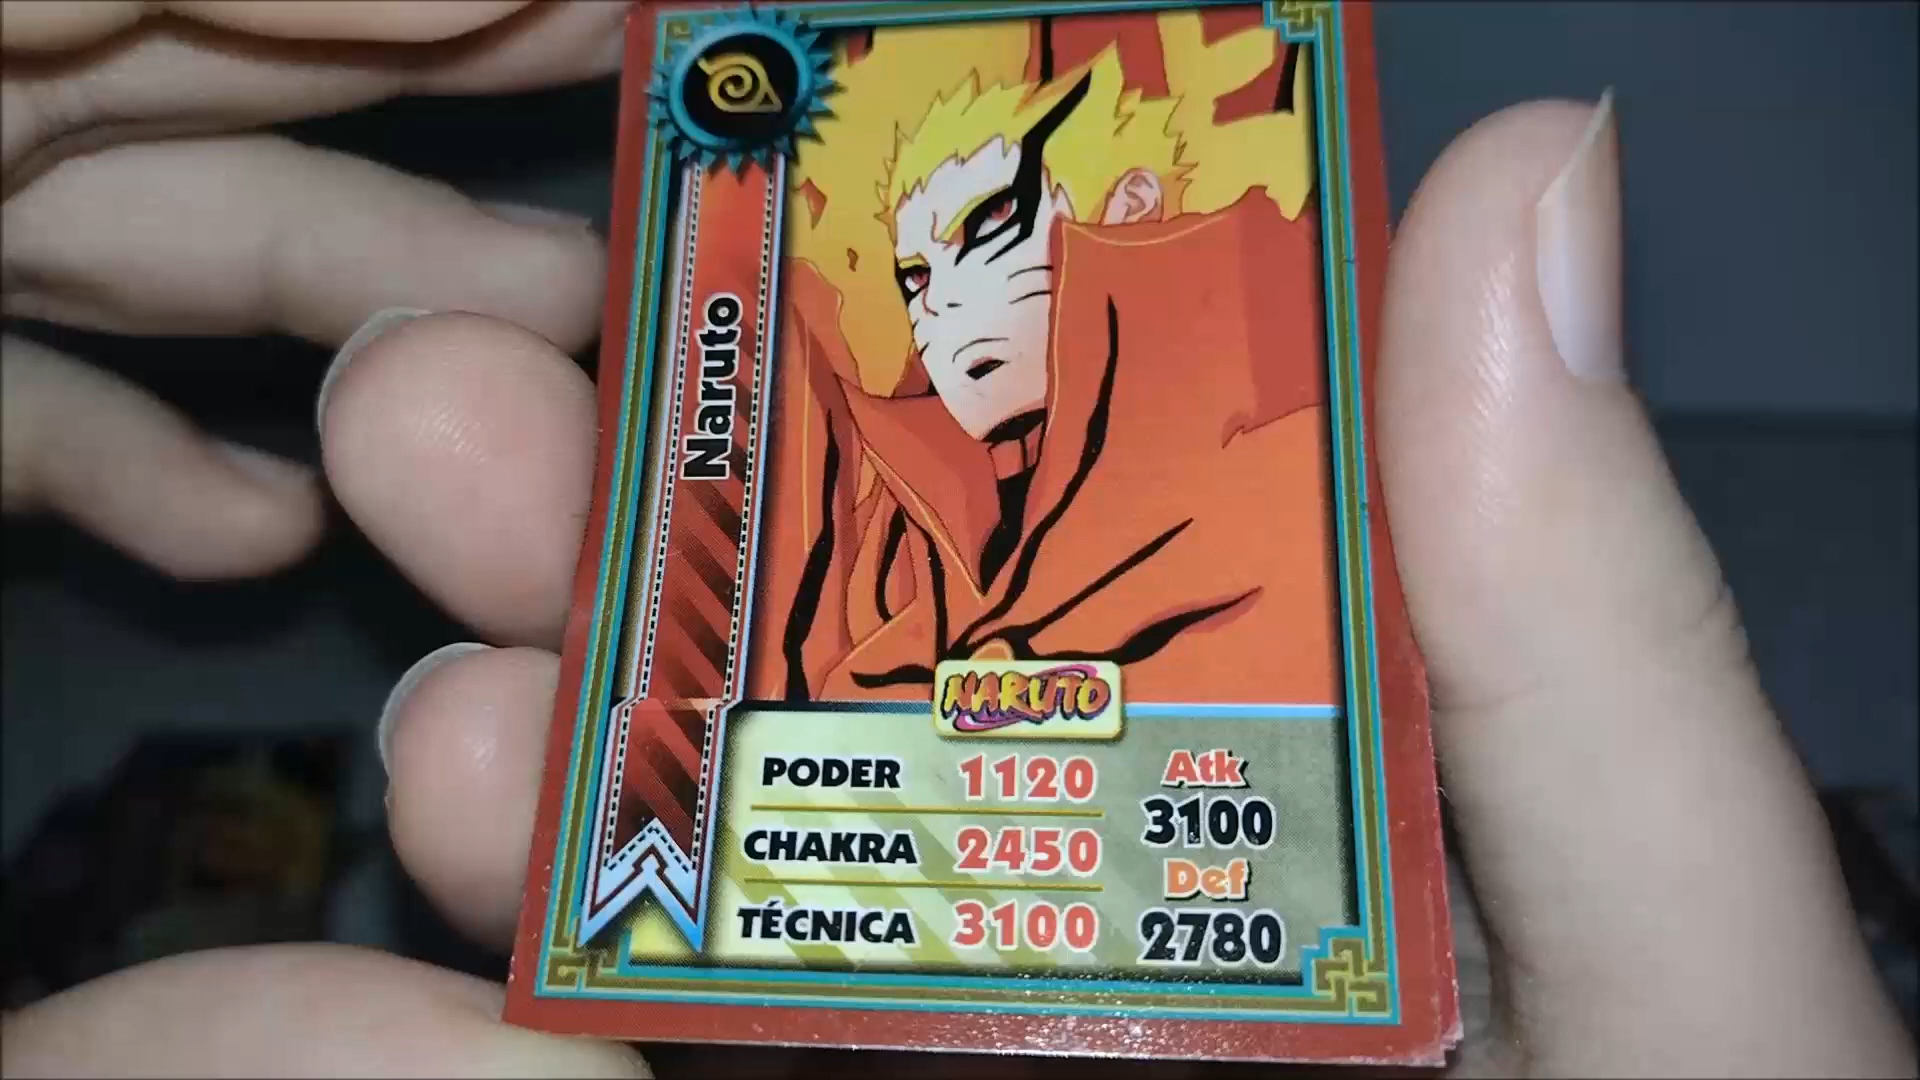 Naruto
NARUTO
PODER 1120
CHAKRA 2450
TÉCNICA 3100
Atk
3100
Def
2780